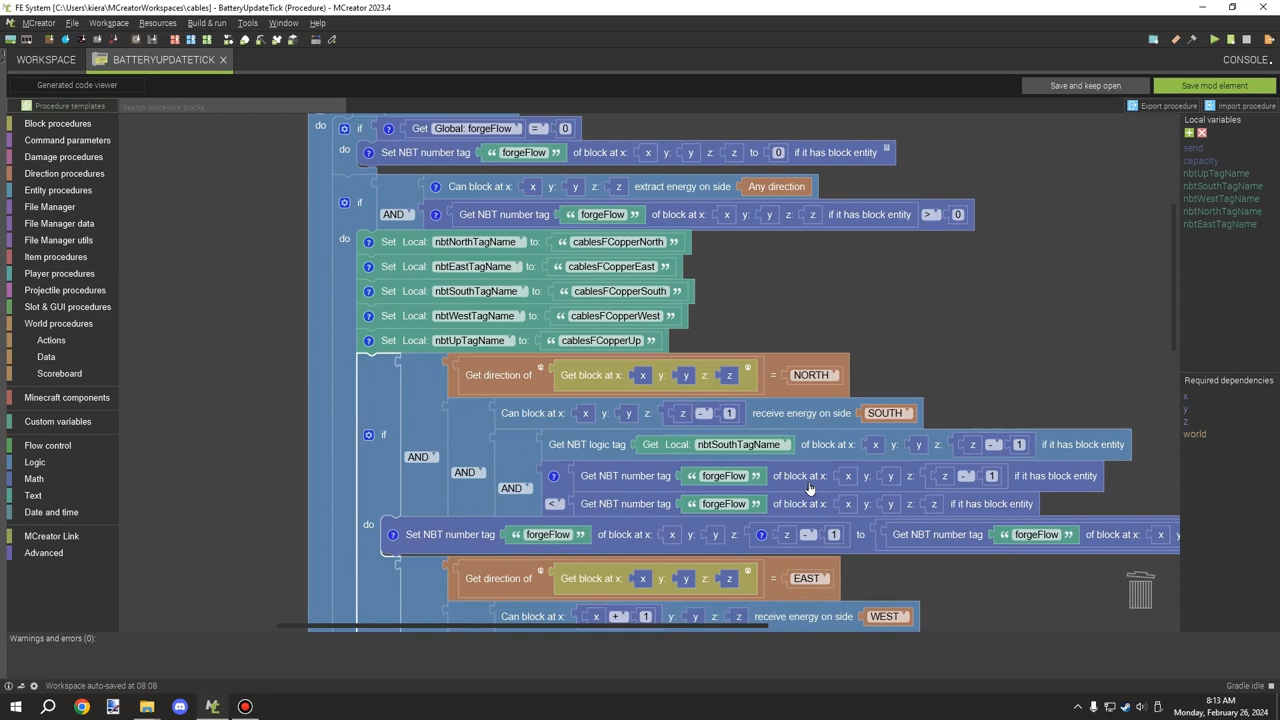 FE System [C:\Users\kiera\MCreatorWorkspaces\cables] - BatteryUpdateTick (Procedure) - MCreator 2023.4
MCreator File Workspace Resources Build & run Tools Window Help
WORKSPACE BATTERYUPDATETICK CONSOLE
Generated code viewer Save and keep open Save mod element
Procedure templates Search procedure blocks Export procedure Import procedure
Block procedures
Command parameters
Damage procedures
Direction procedures
Entity procedures
File Manager
File Manager data
File Manager utils
Item procedures
Player procedures
Projectile procedures
Slot & GUI procedures
World procedures
Actions
Data
Scoreboard
Minecraft components
Custom variables
Flow control
Logic
Math
Text
Date and time
MCreator Link
Advanced
do if Get Global: forgeFlow = 0
do Set NBT number tag “ forgeFlow ” of block at x: x y: y z: z to 0 if it has block entity
if Can block at x: x y: y z: z extract energy on side Any direction
AND Get NBT number tag “ forgeFlow ” of block at x: x y: y z: z if it has block entity > 0
do Set Local: nbtNorthTagName to: “ cablesFCopperNorth ”
Set Local: nbtEastTagName to: “ cablesFCopperEast ”
Set Local: nbtSouthTagName to: “ cablesFCopperSouth ”
Set Local: nbtWestTagName to: “ cablesFCopperWest ”
Set Local: nbtUpTagName to: “ cablesFCopperUp ”
Get direction of Get block at x: x y: y z: z = NORTH
Can block at x: x y: y z: z - 1 receive energy on side SOUTH
if
Get NBT logic tag Get Local: nbtSouthTagName of block at x: x y: y z: z - 1 if it has block entity
AND
AND
Get NBT number tag “ forgeFlow ” of block at x: x y: y z: z - 1 if it has block entity
AND
< Get NBT number tag “ forgeFlow ” of block at x: x y: y z: z if it has block entity
do Set NBT number tag “ forgeFlow ” of block at x: x y: y z: z - 1 to Get NBT number tag “ forgeFlow ” of block at x: x
Get direction of Get block at x: x y: y z: z = EAST
Can block at x: x + 1 y: y z: z receive energy on side WEST
Local variables
send
capacity
nbtUpTagName
nbtSouthTagName
nbtWestTagName
nbtNorthTagName
nbtEastTagName
Required dependencies
x
y
z
world
Warnings and errors (0):
Workspace auto-saved at 08:08 Gradle idle
8:13 AM
Monday, February 26, 2024